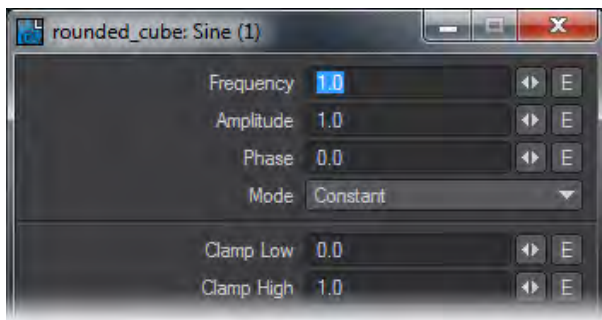 rounded_cube: Sine (1)
Frequency 1.0 E
Amplitude 1.0 E
Phase 0.0 E
Mode Constant
Clamp Low 0.0 E
Clamp High 1.0 E